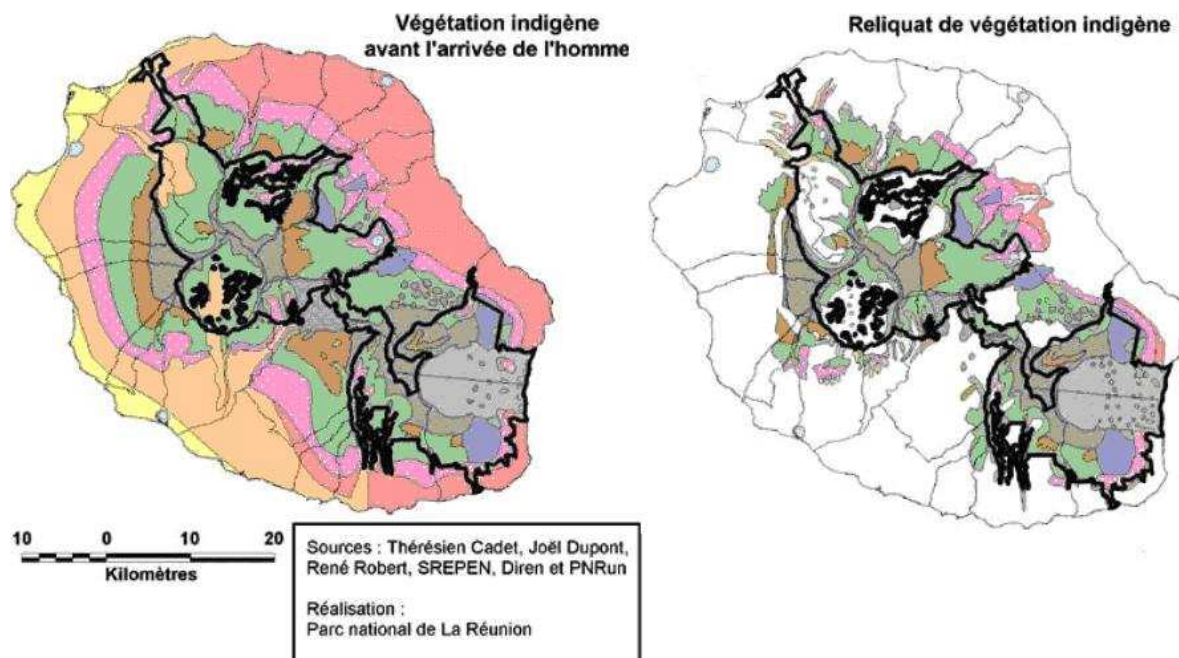 Végétation indigène
avant l'arrivée de l'homme
Reliquat de végétation indigène
10 0 10 20
Kilomètres
Sources : Thérésien Cadet, Joël Dupont,
René Robert, SREPEN, Diren et PNRun
Réalisation :
Parc national de La Réunion